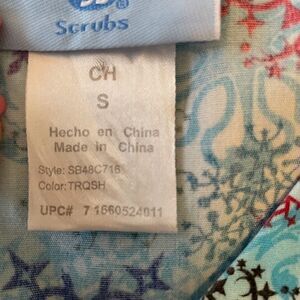 ®
Scrubs
CH
S
Hecho en China
Made in China
Style: SB48C716
Color: TRQSH
UPC# 7 1660524011